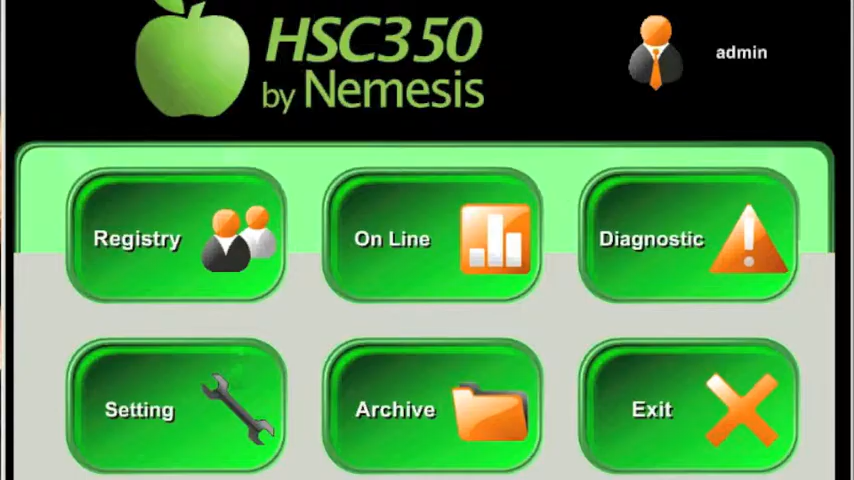 HSC350
by Nemesis
admin
Registry
On Line
Diagnostic
Setting
Archive
Exit